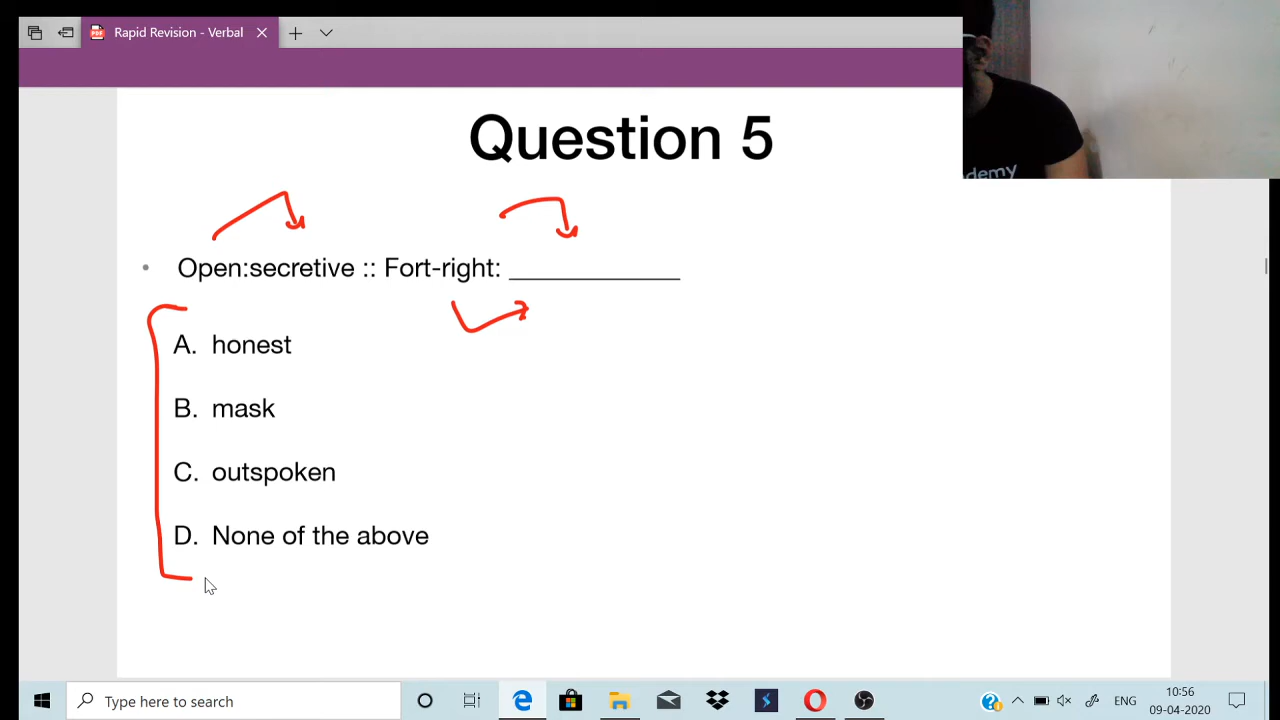 Rapid Revision - Verbal
Question 5
• Open:secretive :: Fort-right: ____________
A. honest
B. mask
C. outspoken
D. None of the above
demy
Type here to search
ENG
10:56
09-04-2020